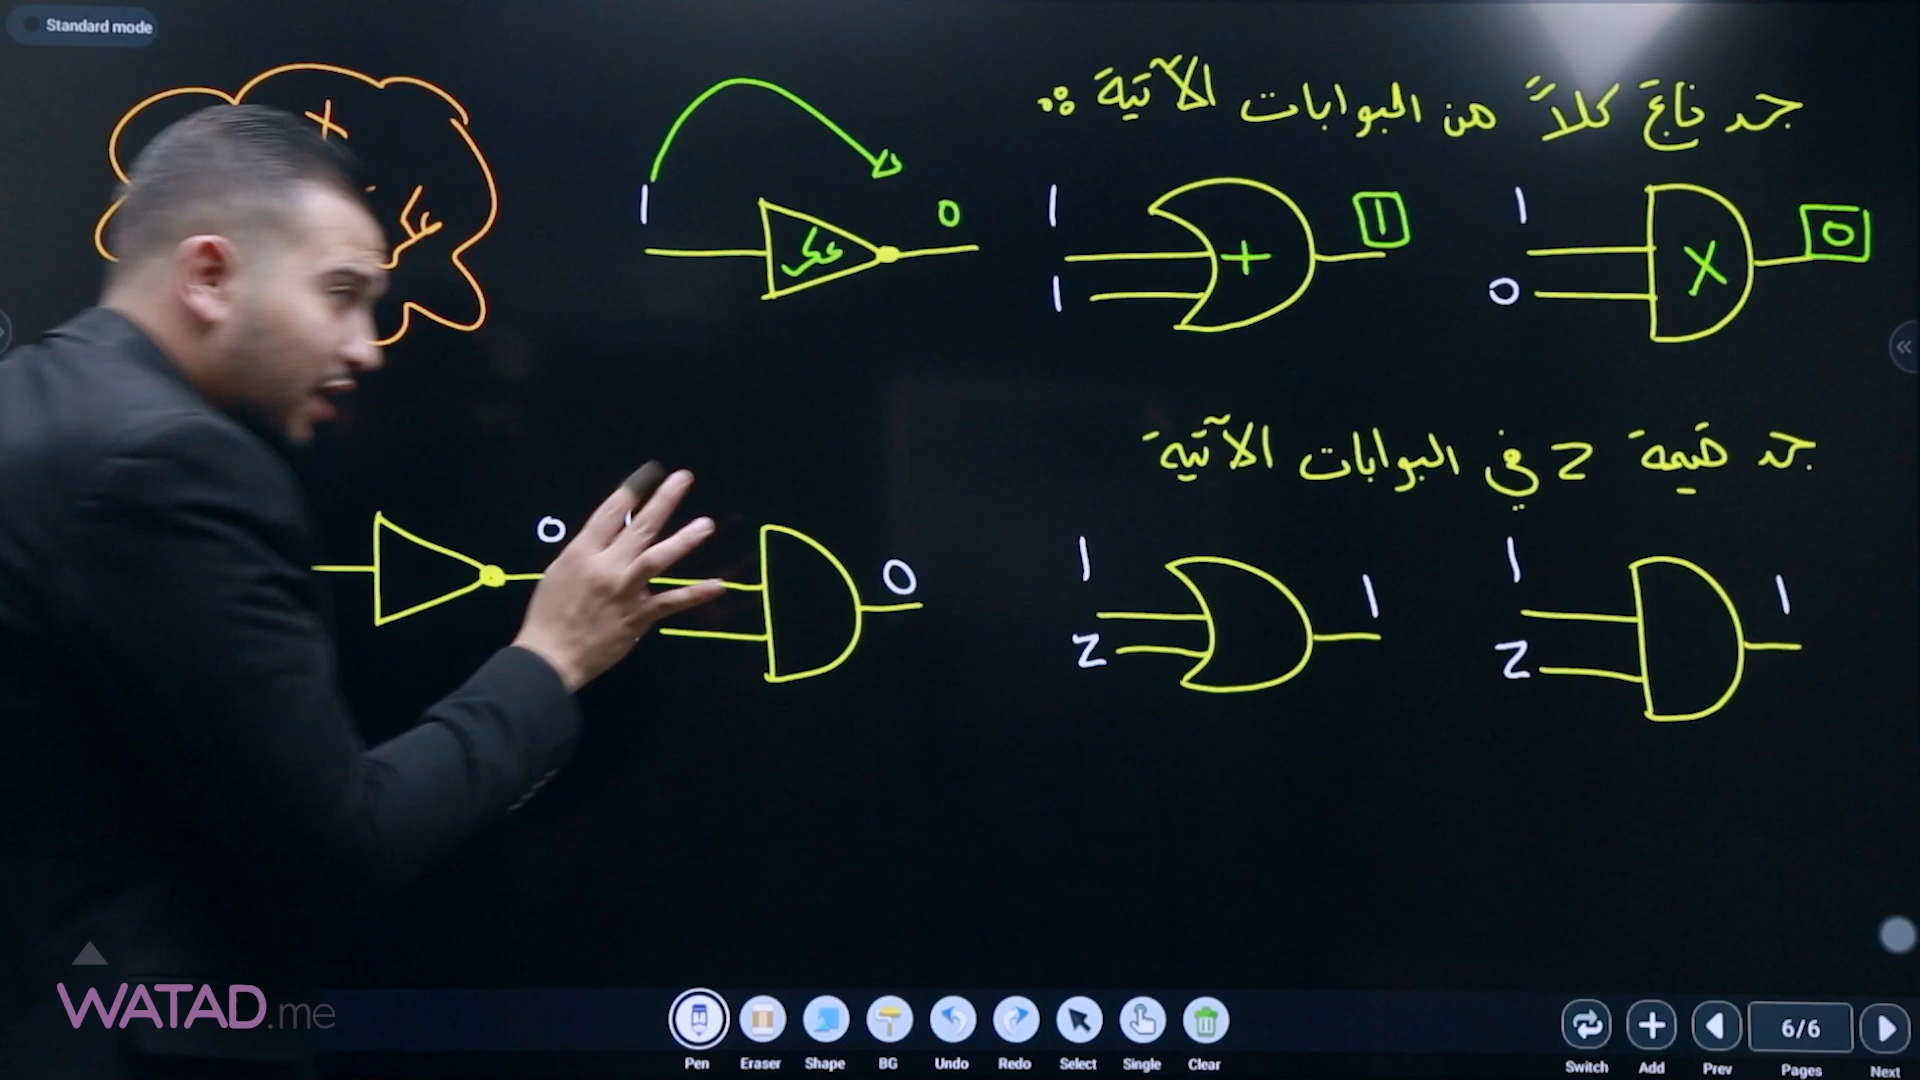 Standard mode
جد ناتج كلاً من البوابات الآتية :
1
0
1
1
1
0
×
0
+
1
عكس
0
×
جد قيمة Z في البوابات الآتية
1
Z
1
1
Z
1
0
0
WATAD.me
Pen
Eraser
Shape
BG
Undo
Redo
Select
Single
Clear
Switch
Add
Prev
6/6
Pages
Next